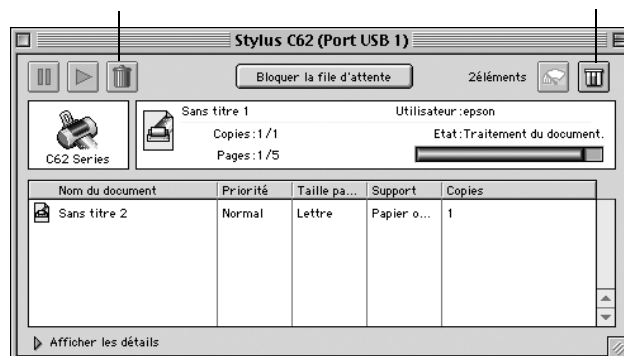 Stylus C62 (Port USB 1)
Bloquer la file d'attente
2éléments
C62 Series
Sans titre 1
Utilisateur :epson
Copies :1 /1
Etat :Traitement du document.
Pages :1 /5
Nom du document Priorité Taille pa... Support Copies
Sans titre 2 Normal Lettre Papier o... 1
Afficher les détails